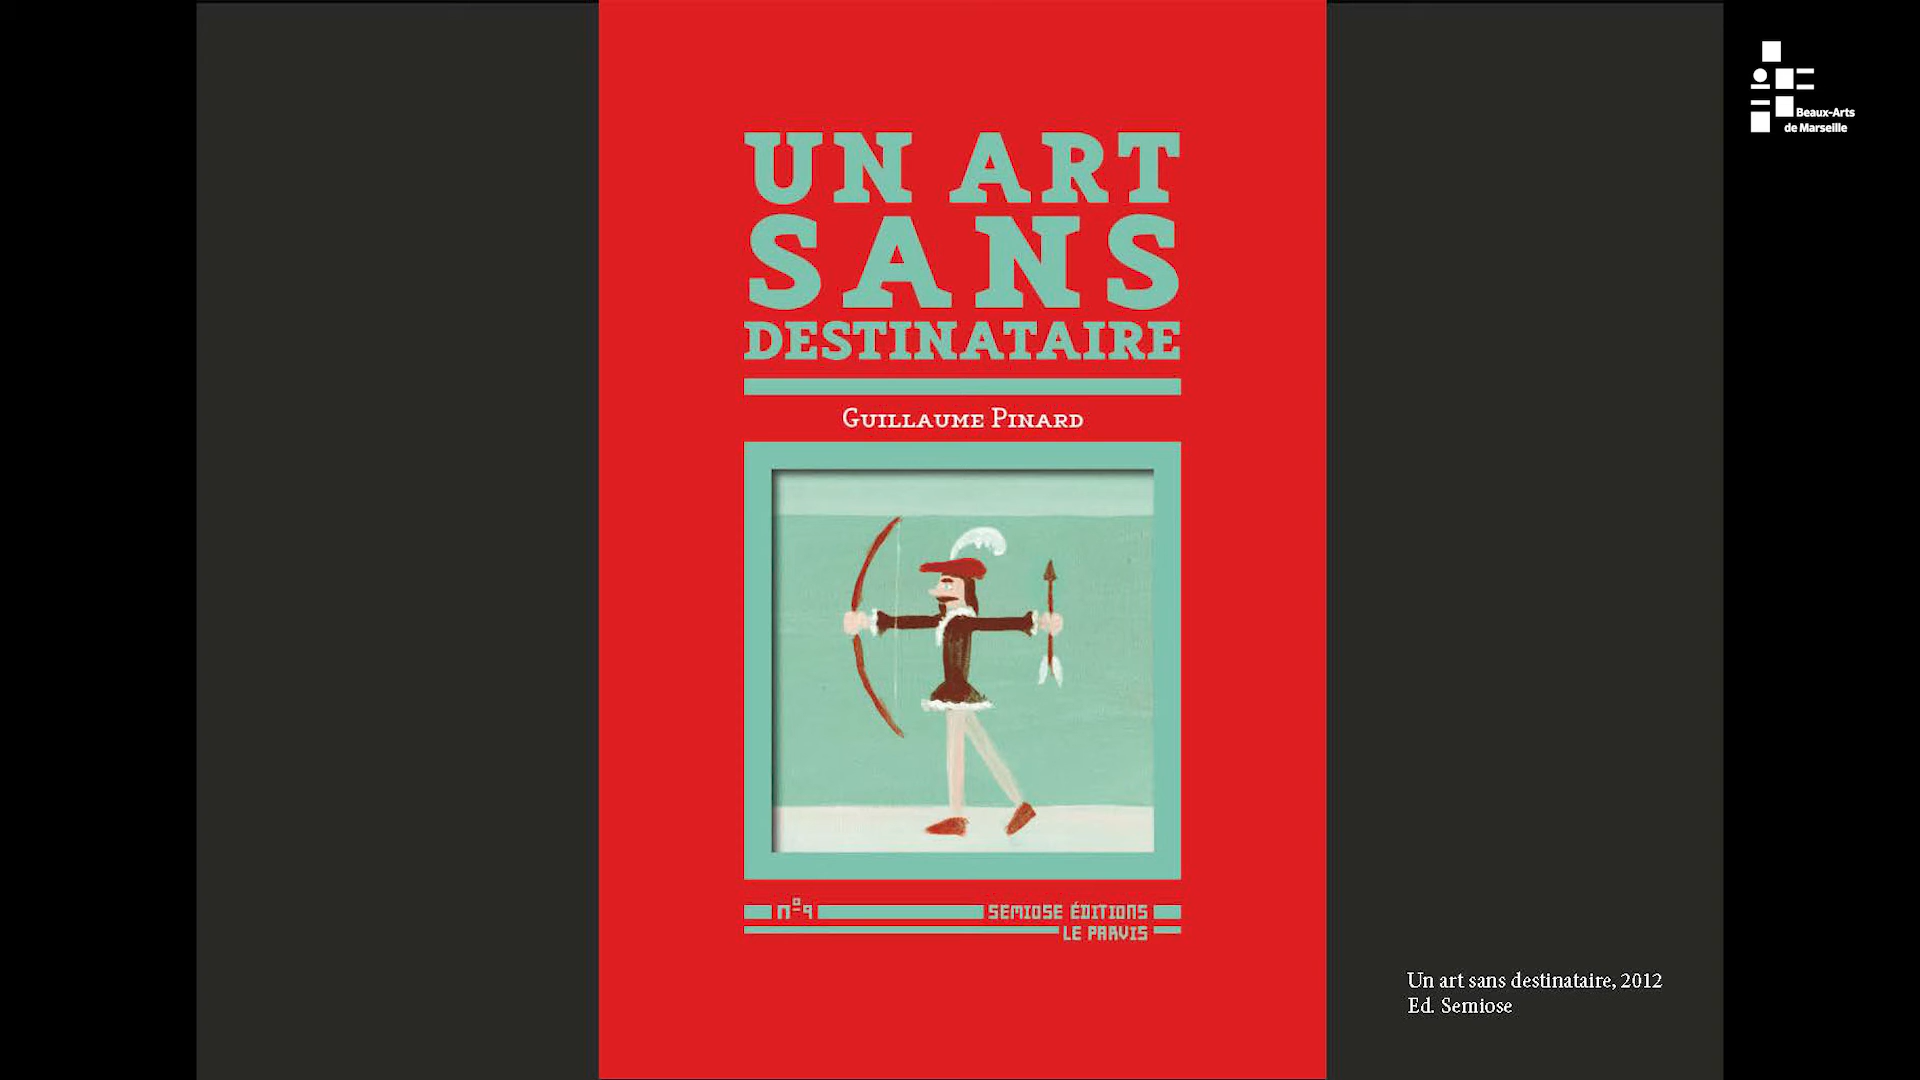 UN ART
SANS
DESTINATAIRE
GUILLAUME PINARD
nº9
SEMIOSE ÉDITIONS
LE PARVIS
Beaux-Arts
de Marseille
Un art sans destinataire, 2012
Ed. Semiose